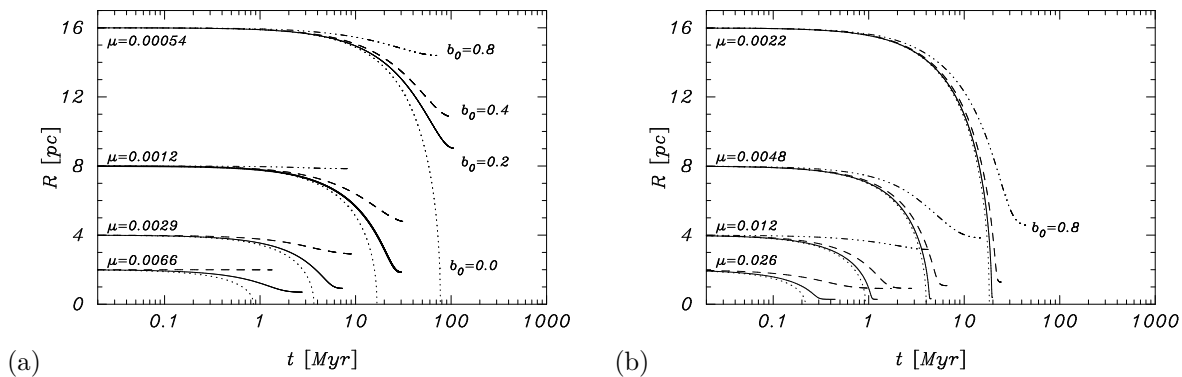 16
12
8
4
0
R [pc]
μ=0.00054
μ=0.0012
μ=0.0029
μ=0.0066
b₀=0.8
b₀=0.4
b₀=0.2
b₀=0.0
0.1 1 10 100 1000
t [Myr]
(a)
16
12
8
4
0
R [pc]
μ=0.0022
μ=0.0048
μ=0.012
μ=0.026
b₀=0.8
0.1 1 10 100 1000
t [Myr]
(b)